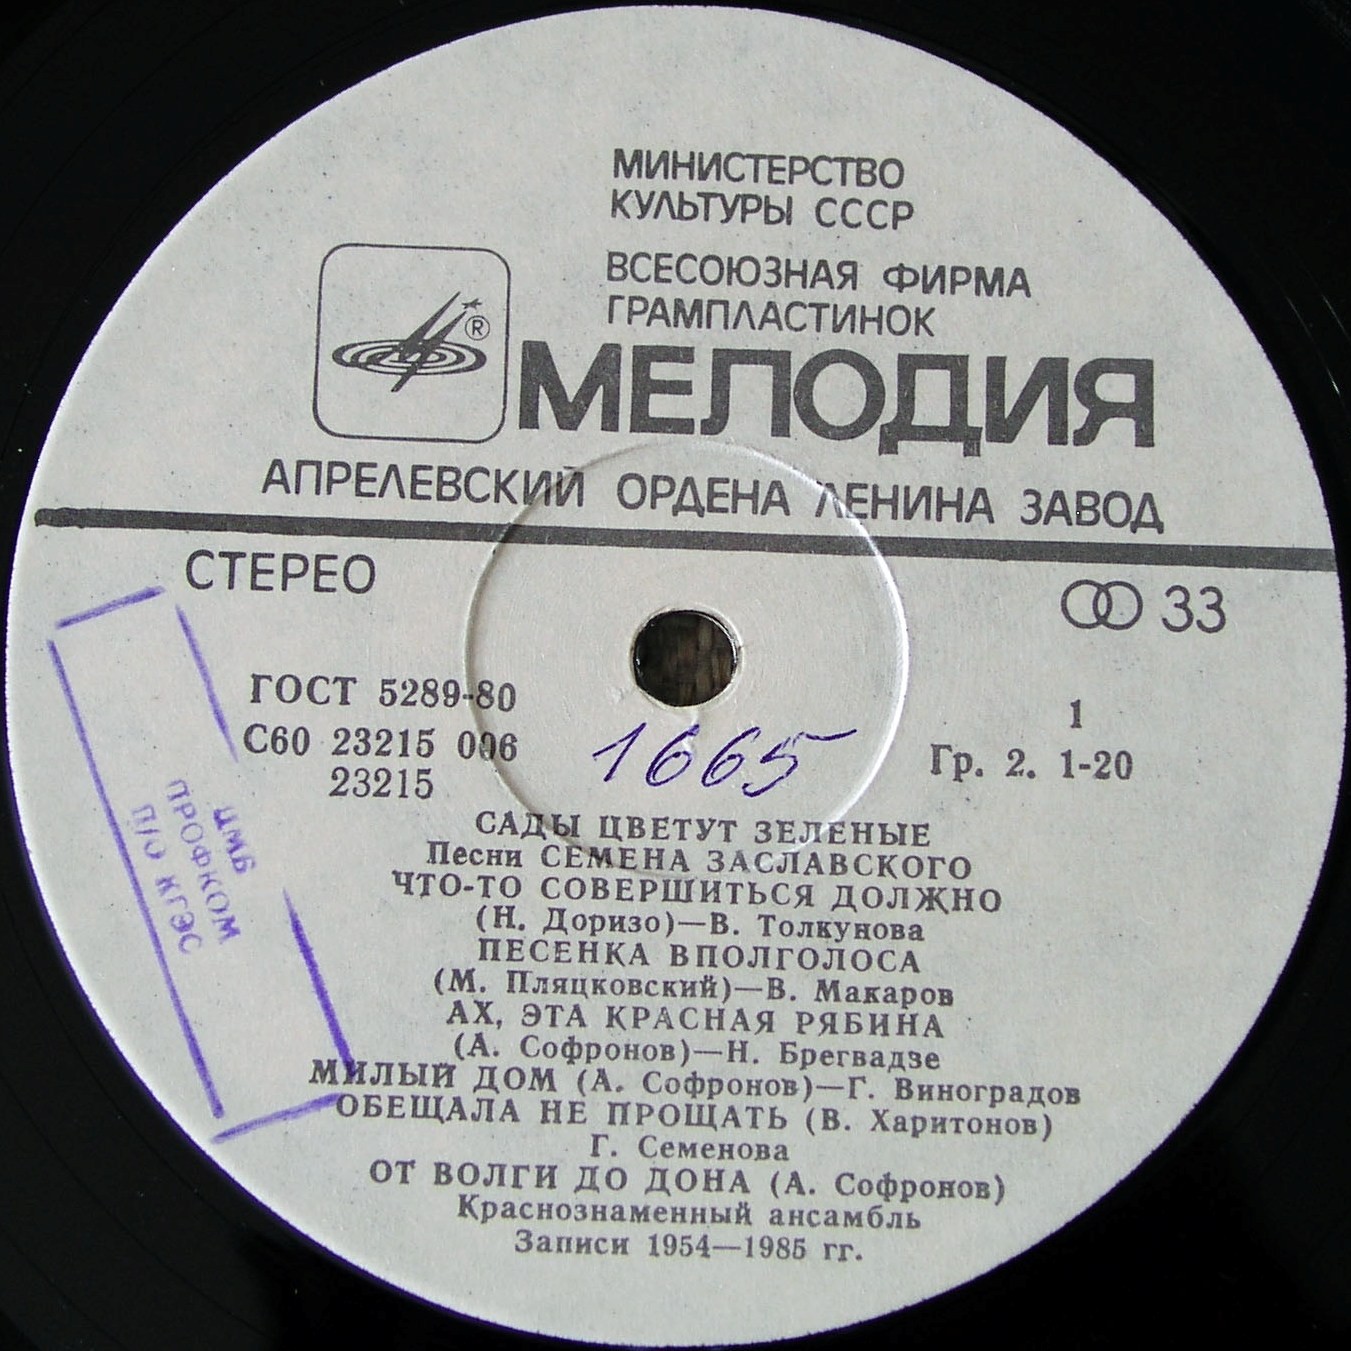 МИНИСТЕРСТВО
КУЛЬТУРЫ СССР
ВСЕСОЮЗНАЯ ФИРМА
ГРАМПЛАСТИНОК
®
МЕЛОДИЯ
АПРЕЛЕВСКИЙ ОРДЕНА ЛЕНИНА ЗАВОД
СТЕРЕО
33
ГОСТ 5289-80
С60 23215 006
23215
1665
1
Гр. 2. 1-20
ЦМБ
ПРОФКОМ
П/О КГЭС
САДЫ ЦВЕТУТ ЗЕЛЕНЫЕ
Песни СЕМЕНА ЗАСЛАВСКОГО
ЧТО-ТО СОВЕРШИТЬСЯ ДОЛЖНО
(Н. Доризо)—В. Толкунова
ПЕСЕНКА ВПОЛГОЛОСА
(М. Пляцковский)—В. Макаров
АХ, ЭТА КРАСНАЯ РЯБИНА
(А. Софронов)—Н. Брегвадзе
МИЛЫЙ ДОМ (А. Софронов)—Г. Виноградов
ОБЕЩАЛА НЕ ПРОЩАТЬ (В. Харитонов)
Г. Семенова
ОТ ВОЛГИ ДО ДОНА (А. Софронов)
Краснознаменный ансамбль
Записи 1954—1985 гг.